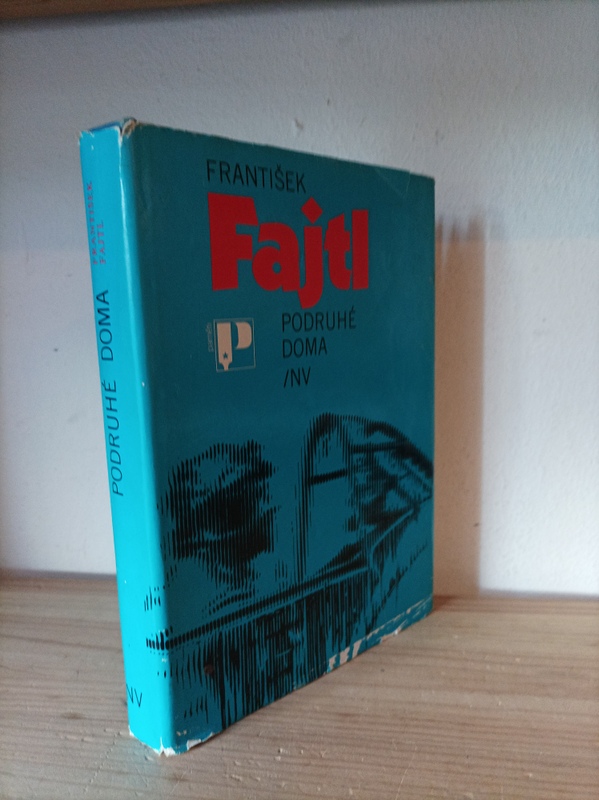 FRANTIŠEK
Fajtl
PODRUHÉ
DOMA
/NV
P
FRANTIŠEK
FAJTL
PODRUHÉ DOMA
/NV